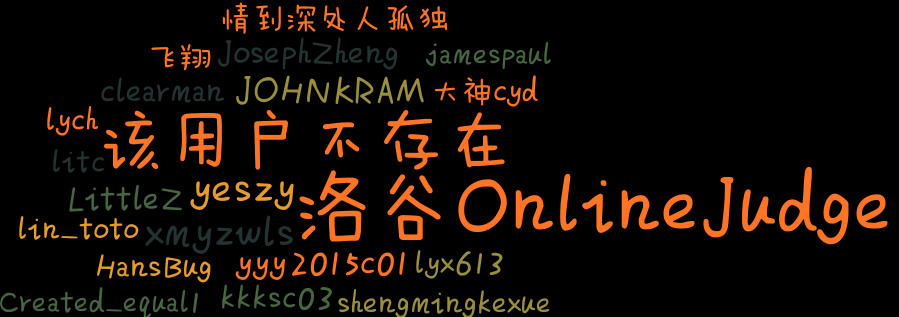 情到深处人孤独
飞翔 JosephZheng jamespaul
clearman JOHNKRAM 大神cyd
lych 该用户不存在
litc
LittleZ yeszy 洛谷OnlineJudge
lin_toto xmyzwls
HansBug yyy2015c01 lyx613
Created_equal1 kkksc03 shengmingkexue